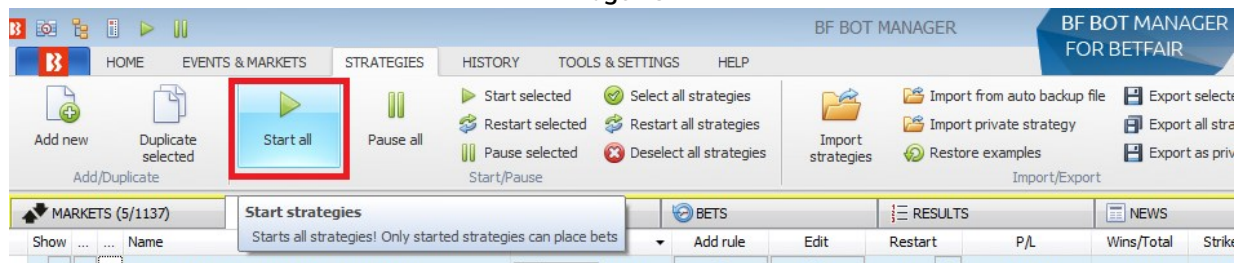 BF BOT MANAGER
BF BOT MANAGER
FOR BETFAIR
HOME EVENTS & MARKETS STRATEGIES HISTORY TOOLS & SETTINGS HELP
Start selected Select all strategies Import from auto backup file Export selecte
Restart selected Restart all strategies Import private strategy Export all stra
Add new Duplicate selected Start all Pause all Pause selected Deselect all strategies Import strategies Restore examples Export as priv
Add/Duplicate Start/Pause Import/Export
MARKETS (5/1137) BETS RESULTS NEWS
Start strategies
Show ... ... Name Add rule Edit Restart P/L Wins/Total Strike
Starts all strategies! Only started strategies can place bets